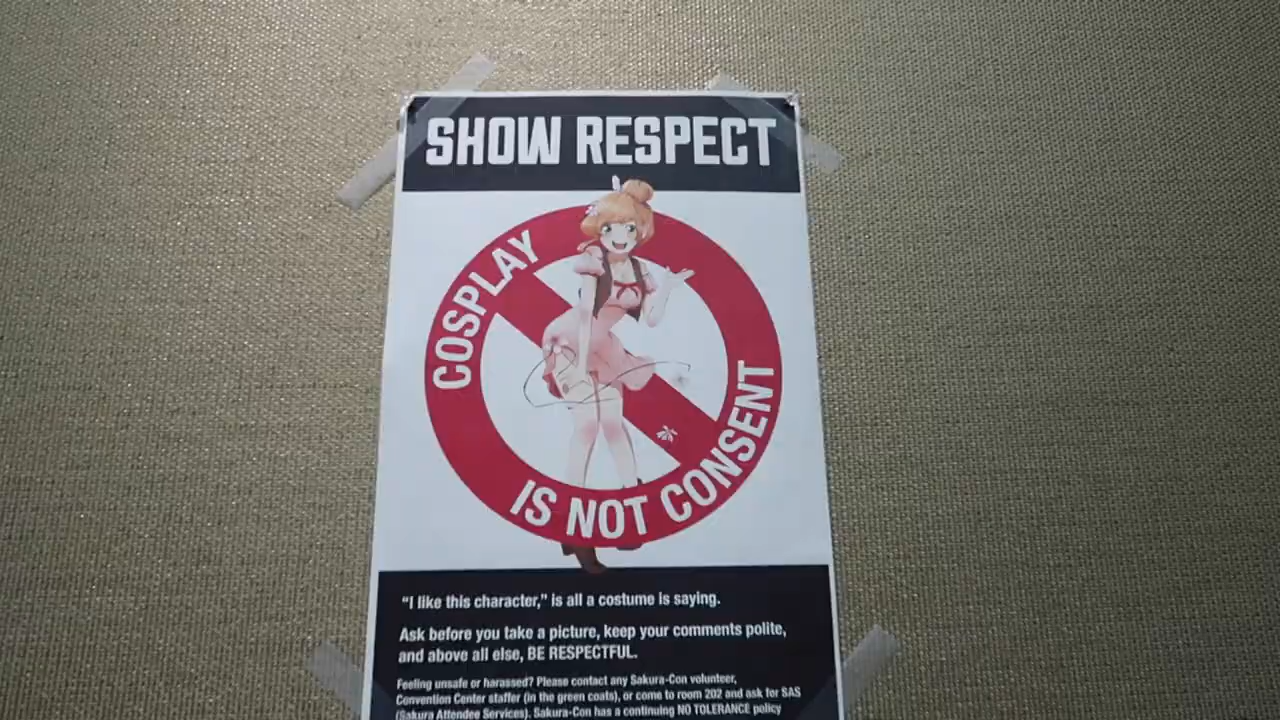 SHOW RESPECT
COSPLAY
IS NOT CONSENT
“I like this character,” is all a costume is saying.
Ask before you take a picture, keep your comments polite,
and above all else, BE RESPECTFUL.
Feeling unsafe or harassed? Please contact any Sakura-Con volunteer,
Convention Center staffer (in the green coats), or come to room 202 and ask for SAS
(Sakura Attendee Services). Sakura-Con has a continuing NO TOLERANCE policy